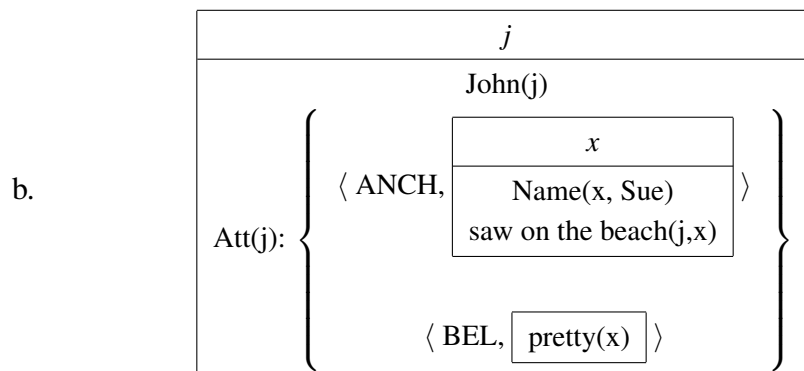 j
John(j)
x
⟨ ANCH, Name(x, Sue) ⟩
saw on the beach(j,x)
b.
Att(j):
⟨ BEL, pretty(x) ⟩